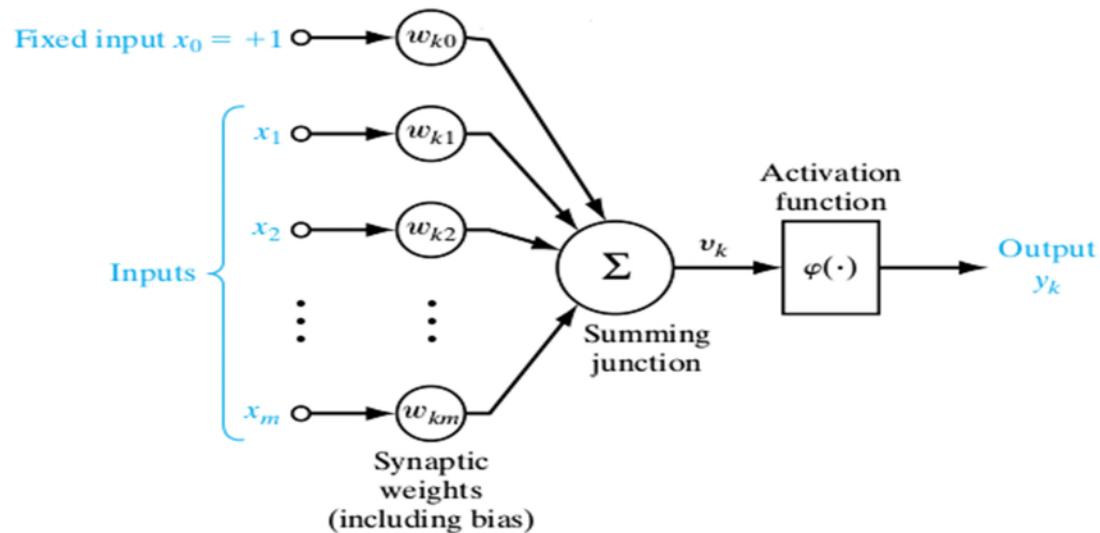 Fixed input x₀ = +1
wₖ₀
x₁
wₖ₁
Activation
function
x₂
wₖ₂
Inputs
Σ
vₖ
φ(·)
Output
yₖ
Summing
junction
xₘ
wₖₘ
Synaptic
weights
(including bias)